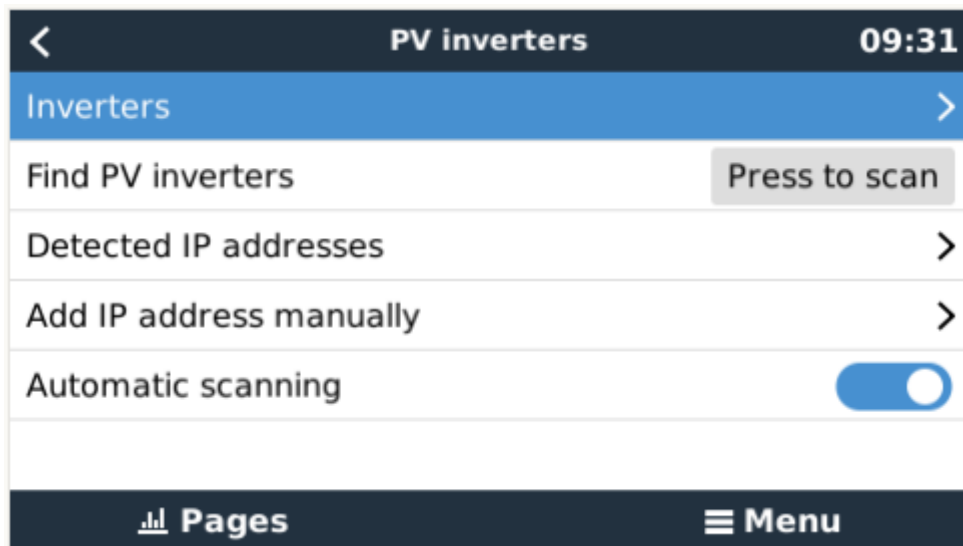 PV inverters 09:31
Inverters
Find PV inverters Press to scan
Detected IP addresses
Add IP address manually
Automatic scanning
Pages Menu